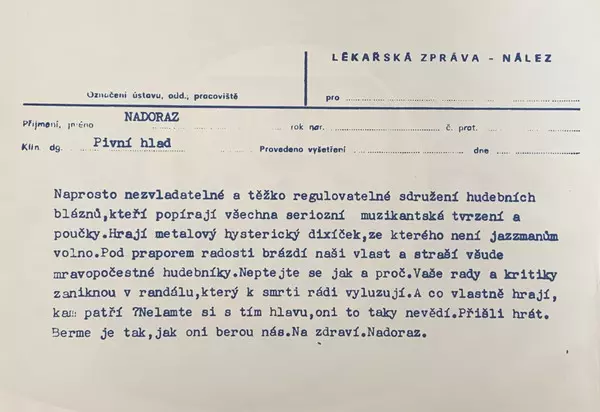 LÉKAŘSKÁ ZPRÁVA - NÁLEZ
Označení ústavu, odd., pracoviště
pro
NADORAZ
Příjmení, jméno rok nar. č. prot.
Klin. dg. Pivní hlad Provedeno vyšetření dne
Naprosto nezvladatelné a těžko regulovatelné sdružení hudebních
bláznů,kteří popírají všechna seriozní muzikantská tvrzení a
poučky.Hrají metalový hysterický dixíček,ze kterého není jazzmanům
volno.Pod praporem radosti brázdí naši vlast a straší všude
mravopočestné hudebníky.Neptejte se jak a proč.Vaše rady a kritiky
zaniknou v randálu,který k smrti rádi vyluzují.A co vlastně hrají,
kam patří ?Nelamte si s tím hlavu,oni to taky nevědí.Přišli hrát.
Berme je tak,jak oni berou nás.Na zdraví.Nadoraz.